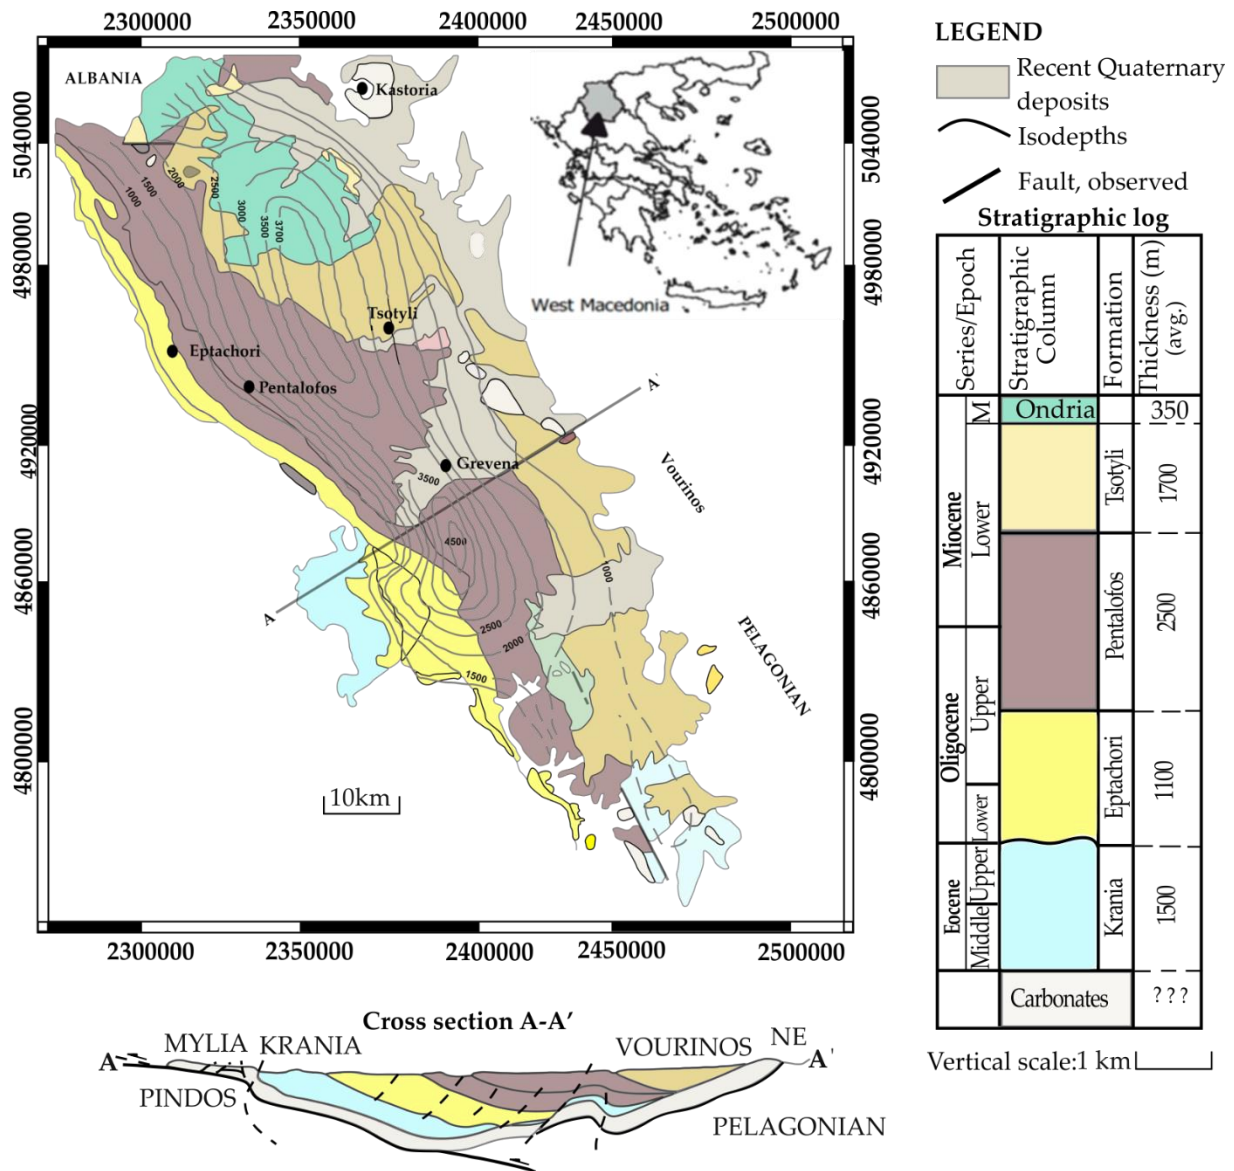 2300000 2350000 2400000 2450000 2500000
5040000
4980000
4920000
4860000
4800000
ALBANIA
Kastoria
1000
1500
2000
2500
3000
3500
3700
Tsotyli
Eptachori
Pentalofos
Grevena
3500
4500
A
A'
Vourinos
1000
2500
2000
1500
PELAGONIAN
10km
West Macedonia
5040000
4980000
4920000
4860000
4800000
2300000 2350000 2400000 2450000 2500000
LEGEND
Recent Quaternary
deposits
Isodepths
Fault, observed
Stratigraphic log
Series/Epoch
Stratigraphic
Column
Formation
Thickness (m)
(avg.)
M
Ondria
350
Miocene
Lower
Tsotyli
1700
Pentalofos
2500
Oligocene
Upper
Lower
Eptachori
1100
Eocene
Upper
Middle
Krania
1500
Carbonates
???
Vertical scale:1 km
Cross section A-A'
MYLIA KRANIA VOURINOS NE
A A'
PINDOS
PELAGONIAN